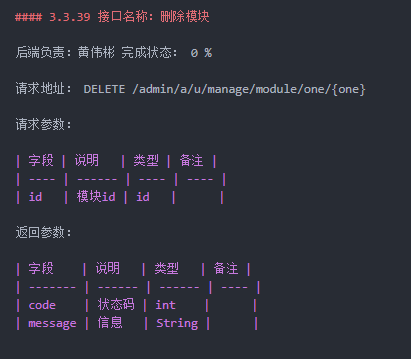 #### 3.3.39 接口名称: 删除模块
后端负责: 黄伟彬 完成状态: 0 %
请求地址: DELETE /admin/a/u/manage/module/one/{one}
请求参数:
| 字段 | 说明 | 类型 | 备注 |
| ---- | ------ | ---- | ---- |
| id | 模块id | id | |
返回参数:
| 字段 | 说明 | 类型 | 备注 |
| ------- | ------ | ------ | ---- |
| code | 状态码 | int | |
| message | 信息 | String | |